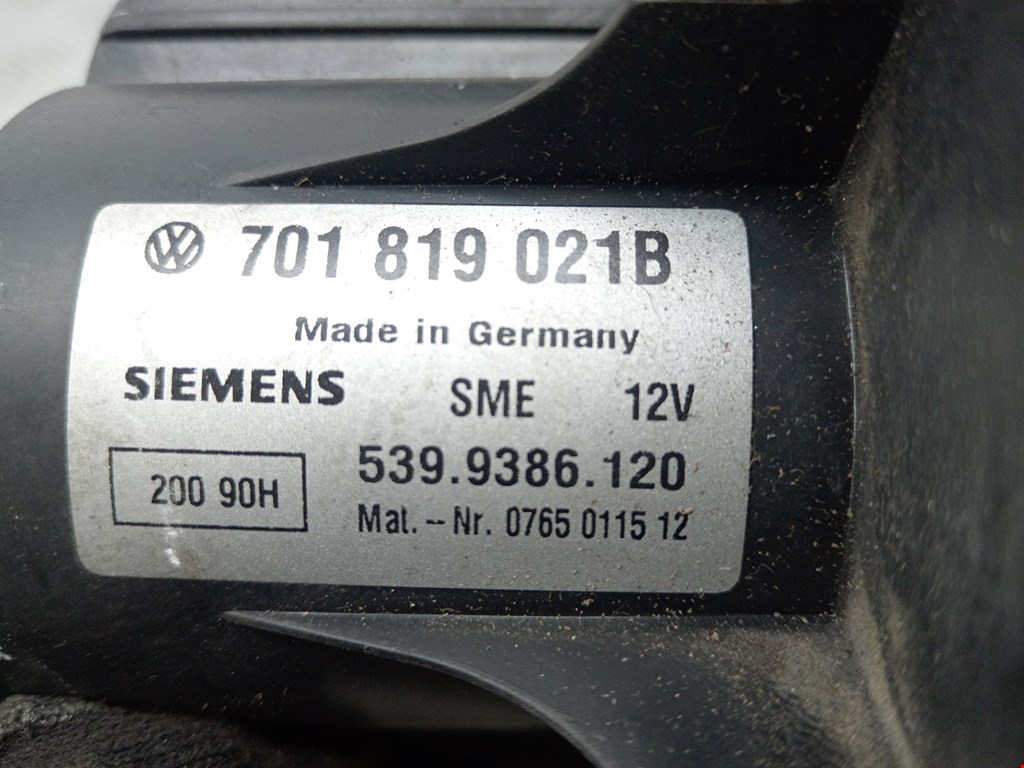 701 819 021B
Made in Germany
SIEMENS SME 12V
539.9386.120
200 90H
Mat.-Nr. 0765 0115 12